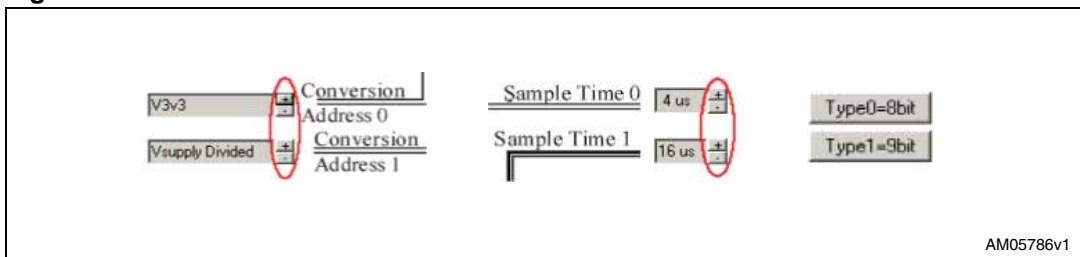 V3v3
+
-
Conversion
Address 0
Vsupply Divided
+
-
Conversion
Address 1
Sample Time 0
4 us
+
-
Sample Time 1
16 us
+
-
Type0=8bit
Type1=9bit
AM05786v1